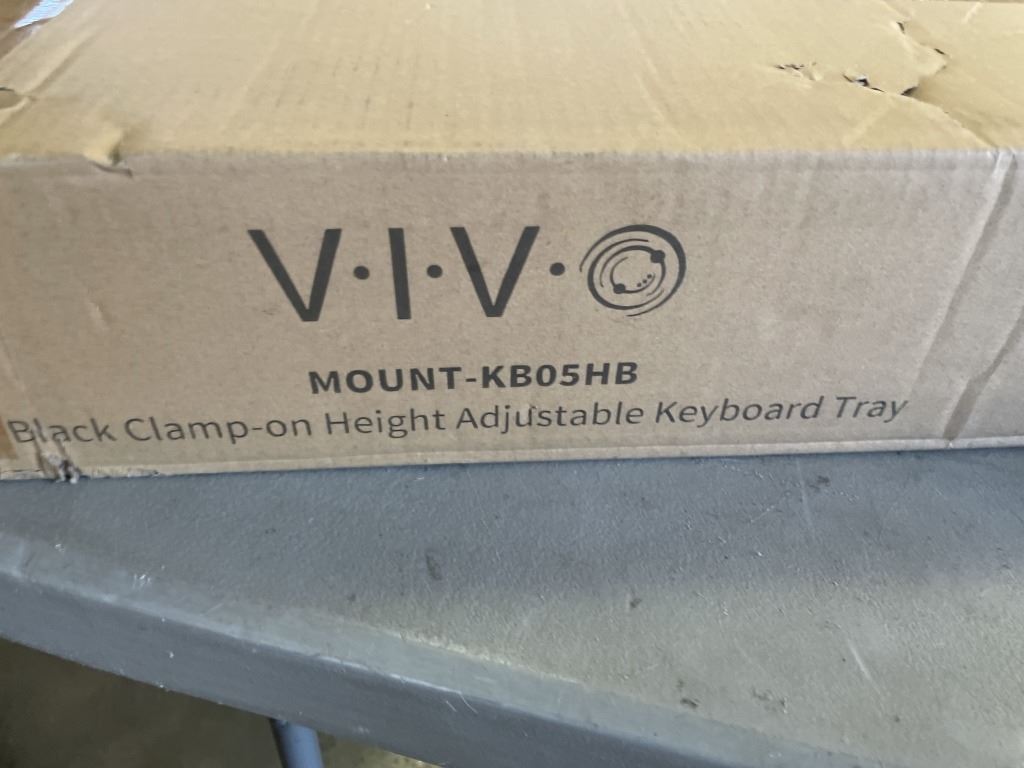 V·I·V·O
MOUNT-KB05HB
Black Clamp-on Height Adjustable Keyboard Tray